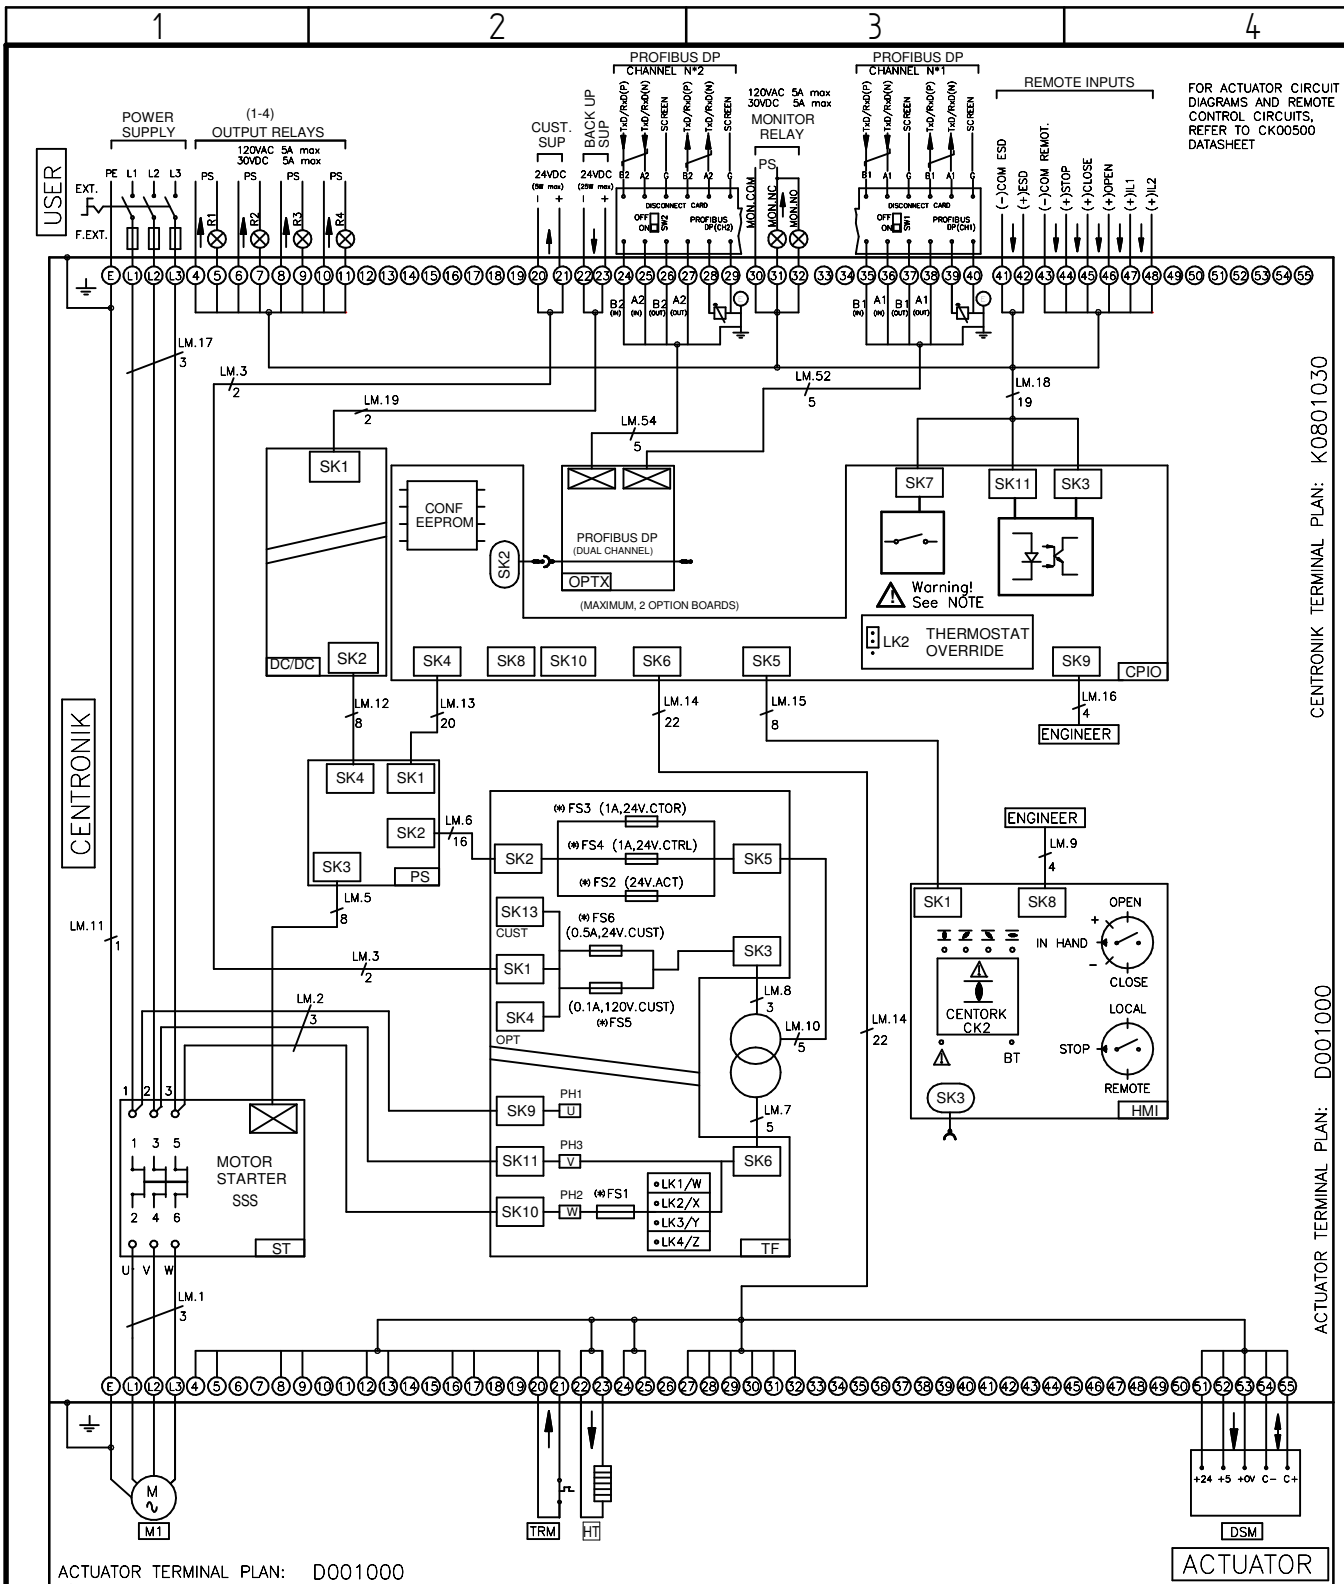 1 2 3 4
POWER
SUPPLY
(1-4)
OUTPUT RELAYS
120VAC 5A max
30VDC 5A max
CUST.
SUP
24VDC
(5W max)
- +
BACK UP
SUP
24VDC
(25W max)
- +
PROFIBUS DP
CHANNEL N*2
TxD/RxD(P)
TxD/RxD(N)
SCREEN
TxD/RxD(P)
TxD/RxD(N)
SCREEN
B2 A2 G B2 A2 G
DISCONNECT CARD
OFF
ON
SW2
PROFIBUS
DP(CH2)
120VAC 5A max
30VDC 5A max
MONITOR
RELAY
PS
MON.COM
MON.NC
MON.NO
PROFIBUS DP
CHANNEL N*1
TxD/RxD(P)
TxD/RxD(N)
SCREEN
TxD/RxD(P)
TxD/RxD(N)
SCREEN
B1 A1 G B1 A1 G
DISCONNECT CARD
OFF
ON
SW1
PROFIBUS
DP(CH1)
REMOTE INPUTS
(-)COM ESD
(+)ESD
(-)COM REMOT.
(+)STOP
(+)CLOSE
(+)OPEN
(+)IL1
(+)IL2
FOR ACTUATOR CIRCUIT
DIAGRAMS AND REMOTE
CONTROL CIRCUITS,
REFER TO CK00500
DATASHEET
USER
PE L1 L2 L3
EXT.
F.EXT.
PS PS PS PS
R1 R2 R3 R4
E L1 L2 L3 4 5 6 7 8 9 10 11 12 13 14 15 16 17 18 19 20 21 22 23 24 25 26 27 28 29 30 31 32 33 34 35 36 37 38 39 40 41 42 43 44 45 46 47 48 49 50 51 52 53 54 55
B2 A2 B2 A2
(IN) (IN) (OUT) (OUT)
B1 A1 B1 A1
(IN) (IN) (OUT) (OUT)
LM.17
3
LM.3
2
LM.19
2
LM.54
5
LM.52
5
LM.18
19
SK1
CONF
EEPROM
SK2
PROFIBUS DP
(DUAL CHANNEL)
OPTX
(MAXIMUM, 2 OPTION BOARDS)
SK7 SK11 SK3
Warning!
See NOTE
LK2
THERMOSTAT
OVERRIDE
DC/DC
SK2 SK4 SK8 SK10 SK6 SK5 SK9
CPIO
CENTRONIK TERMINAL PLAN: K0801030
CENTRONIK
LM.12
8
LM.13
20
LM.14
22
LM.15
8
LM.16
4
ENGINEER
SK4 SK1
SK2
SK3
PS
LM.6
16
LM.5
8
(*)FS3 (1A,24V.CTOR)
(*)FS4 (1A,24V.CTRL)
(*)FS2 (24V.ACT)
SK2 SK5
SK13
CUST
(*)FS6
(0.5A,24V.CUST)
SK1
SK3
SK4
OPT
(0.1A,120V.CUST)
(*)FS5
LM.11
1
LM.3
2
LM.2
3
LM.8
3
LM.10
5
LM.14
22
LM.7
5
ENGINEER
LM.9
4
SK1 SK8
OPEN
+
IN HAND
-
CLOSE
CENTORK
CK2
LOCAL
STOP
REMOTE
BT
SK3
HMI
1 2 3
1 3 5
2 4 6
MOTOR
STARTER
SSS
ST
U V W
SK9
PH1
U
SK11
PH3
V
SK10
PH2
W
(*)FS1
LK1/W
LK2/X
LK3/Y
LK4/Z
SK6
TF
LM.1
3
ACTUATOR TERMINAL PLAN: D001000
E L1 L2 L3 4 5 6 7 8 9 10 11 12 13 14 15 16 17 18 19 20 21 22 23 24 25 26 27 28 29 30 31 32 33 34 35 36 37 38 39 40 41 42 43 44 45 46 47 48 49 50 51 52 53 54 55
M
M1
TRM
HT
+24 +5 +0V C- C+
DSM
ACTUATOR TERMINAL PLAN: D001000
ACTUATOR